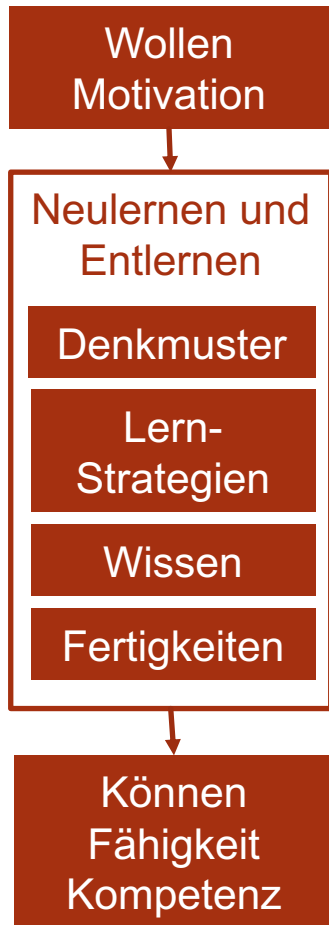 Wollen
Motivation
Neulernen und
Entlernen
Denkmuster
Lern-
Strategien
Wissen
Fertigkeiten
Können
Fähigkeit
Kompetenz